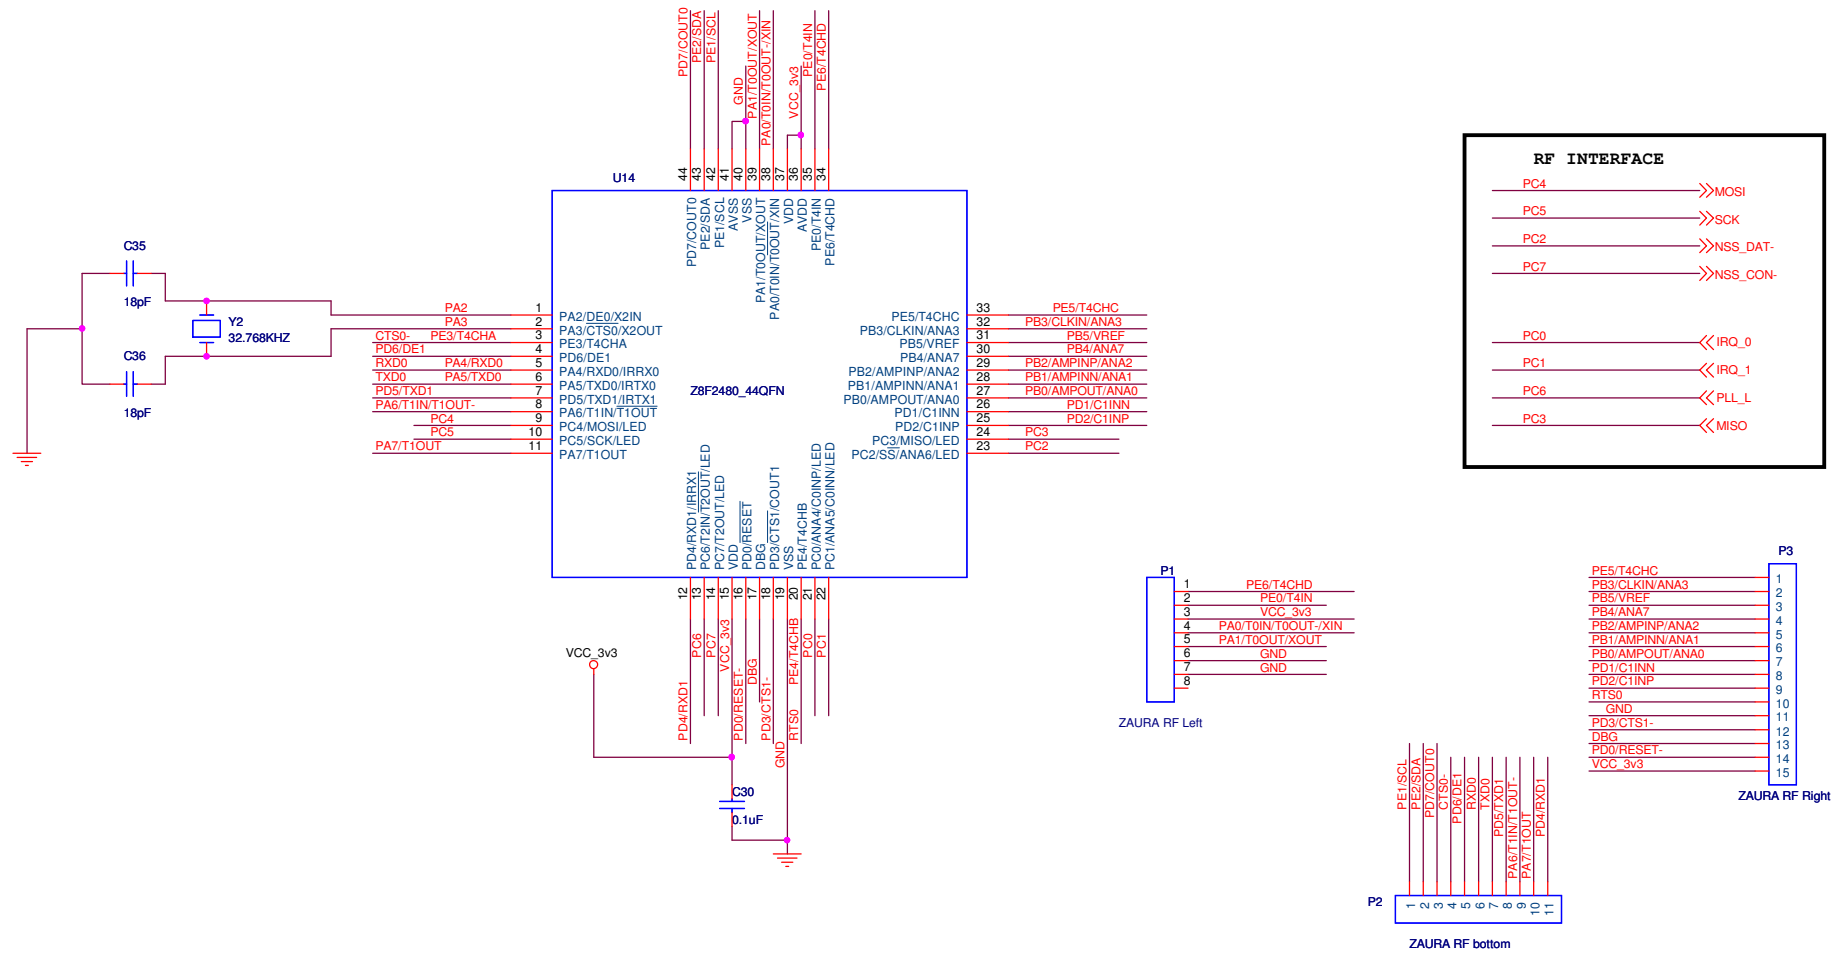 PD7/COUT0
PE2/SDA
PE1/SCL
GND
PA1/T0OUT/XOUT
PA0/T0IN/T0OUT-/XIN
VCC_3v3
PE0/T4IN
PE6/T4CHD
U14
44
43
42
41
40
39
38
37
36
35
34
PD7/COUT0
PE2/SDA
PE1/SCL
AVSS
VSS
PA1/T0OUT/XOUT
PA0/T0IN/T0OUT/XIN
VDD
AVDD
PE0/T4IN
PE6/T4CHD
C35
18pF
Y2
32.768KHZ
C36
18pF
PA2 1 PA2/DE0/X2IN
PA3 2 PA3/CTS0/X2OUT
CTS0- PE3/T4CHA 3 PE3/T4CHA
PD6/DE1 4 PD6/DE1
RXD0 PA4/RXD0 5 PA4/RXD0/IRRX0
TXD0 PA5/TXD0 6 PA5/TXD0/IRTX0
PD5/TXD1 7 PD5/TXD1/IRTX1
PA6/T1IN/T1OUT- 8 PA6/T1IN/T1OUT
PC4 9 PC4/MOSI/LED
PC5 10 PC5/SCK/LED
PA7/T1OUT 11 PA7/T1OUT
Z8F2480_44QFN
PE5/T4CHC 33 PE5/T4CHC
PB3/CLKIN/ANA3 32 PB3/CLKIN/ANA3
PB5/VREF 31 PB5/VREF
PB4/ANA7 30 PB4/ANA7
PB2/AMPINP/ANA2 29 PB2/AMPINP/ANA2
PB1/AMPINN/ANA1 28 PB1/AMPINN/ANA1
PB0/AMPOUT/ANA0 27 PB0/AMPOUT/ANA0
PD1/C1INN 26 PD1/C1INN
PD2/C1INP 25 PD2/C1INP
PC3/MISO/LED 24 PC3
PC2/SS/ANA6/LED 23 PC2
PD4/RXD1/IRRX1
PC6/T2IN/T2OUT/LED
PC7/T2OUT/LED
VDD
PD0/RESET
DBG
PD3/CTS1/COUT1
VSS
PE4/T4CHB
PC0/ANA4/C0INP/LED
PC1/ANA5/C0INN/LED
12
13
14
15
16
17
18
19
20
21
22
PD4/RXD1
PC6
PC7
VCC_3v3
PD0/RESET-
DBG
PD3/CTS1-
GND
RTS0 PE4/T4CHB
PC0
PC1
VCC_3v3
C30
0.1uF
RF INTERFACE
PC4 MOSI
PC5 SCK
PC2 NSS_DAT-
PC7 NSS_CON-
PC0 IRQ_0
PC1 IRQ_1
PC6 PLL_L
PC3 MISO
P1
1 PE6/T4CHD
2 PE0/T4IN
3 VCC_3v3
4 PA0/T0IN/T0OUT-/XIN
5 PA1/T0OUT/XOUT
6 GND
7 GND
8
ZAURA RF Left
P3
PE5/T4CHC 1
PB3/CLKIN/ANA3 2
PB5/VREF 3
PB4/ANA7 4
PB2/AMPINP/ANA2 5
PB1/AMPINN/ANA1 6
PB0/AMPOUT/ANA0 7
PD1/C1INN 8
PD2/C1INP 9
RTS0 10
GND 11
PD3/CTS1- 12
DBG 13
PD0/RESET- 14
VCC_3v3 15
ZAURA RF Right
PE1/SCL
PE2/SDA
PD7/COUT0
CTS0-
PD6/DE1
RXD0
TXD0
PD5/TXD1
PA6/T1IN/T1OUT-
PA7/T1OUT
PD4/RXD1
P2
1
2
3
4
5
6
7
8
9
10
11
ZAURA RF bottom